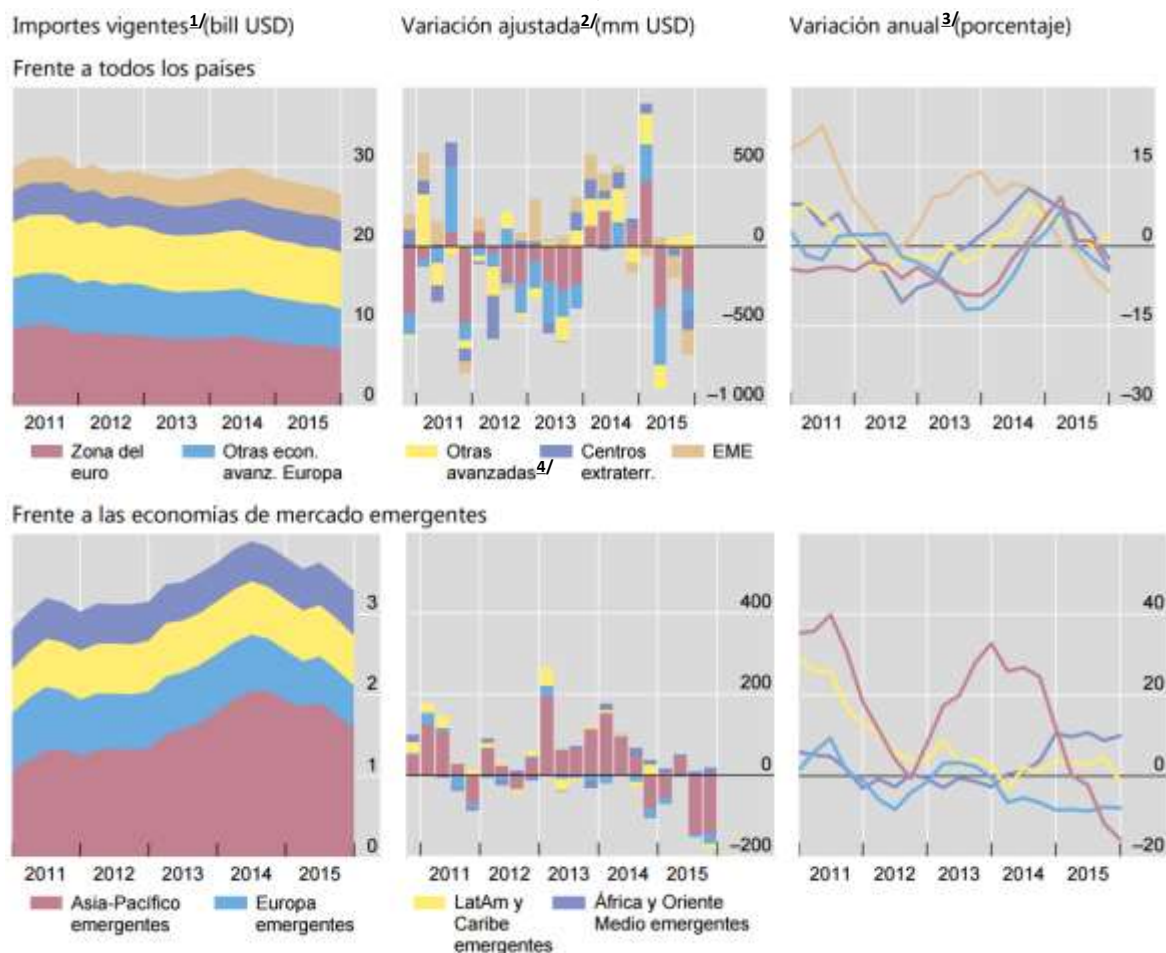 Importes vigentes1/(bill USD)
Variación ajustada2/(mm USD)
Variación anual3/(porcentaje)
Frente a todos los países
30
20
10
0
2011 2012 2013 2014 2015
500
0
–500
–1 000
2011 2012 2013 2014 2015
15
0
–15
–30
2011 2012 2013 2014 2015
Zona del
euro
Otras econ.
avanz. Europa
Otras
avanzadas4/
Centros
extraterr.
EME
Frente a las economías de mercado emergentes
3
2
1
0
2011 2012 2013 2014 2015
400
200
0
–200
2011 2012 2013 2014 2015
40
20
0
–20
2011 2012 2013 2014 2015
Asia-Pacífico
emergentes
Europa
emergentes
LatAm y
Caribe
emergentes
África y Oriente
Medio emergentes